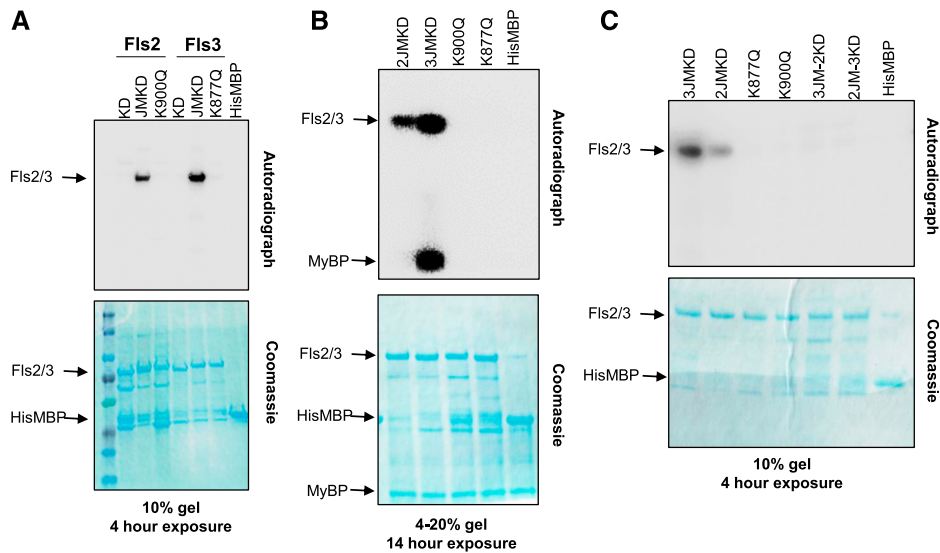 A
Fls2 Fls3
KD JMKD K900Q KD JMKD K877Q HisMBP
Fls2/3
Autoradiograph
Fls2/3
HisMBP
Coomassie
10% gel
4 hour exposure
B
2JMKD 3JMKD K900Q K877Q HisMBP
Fls2/3
MyBP
Autoradiograph
Fls2/3
HisMBP
MyBP
Coomassie
4-20% gel
14 hour exposure
C
3JMKD 2JMKD K877Q K900Q 3JM-2KD 2JM-3KD HisMBP
Fls2/3
Autoradiograph
Fls2/3
HisMBP
Coomassie
10% gel
4 hour exposure